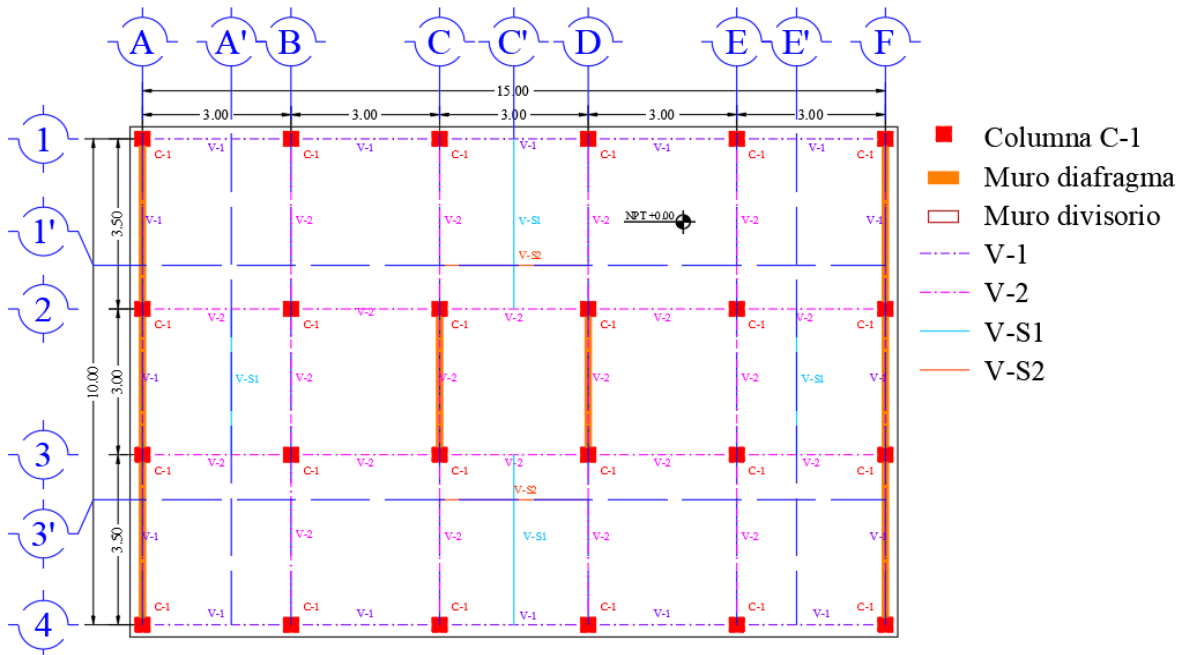 A A' B C C' D E E' F
15.00
3.00 3.00 3.00 3.00 3.00
1
V-1 V-1 V-1 V-1 V-1
C-1 C-1 C-1 C-1 C-1 C-1
Columna C-1
Muro diafragma
Muro divisorio
V-1
V-2
V-S1
V-S2
3.50
1'
V-1 V-2 V-2 V-S1 V-2 NPT +0.00 V-2 V-1
V-S2
2
V-2 V-2 V-2 V-2 V-2
C-1 C-1 C-1 C-1 C-1 C-1
10.00
3.00
V-1 V-S1 V-2 V-2 V-2 V-2 V-S1 V-1
3
V-2 V-2 V-2 V-2 V-2
C-1 C-1 C-1 C-1 C-1 C-1
V-S2
3'
3.50
V-1 V-2 V-2 V-S1 V-2 V-2 V-1
C-1 C-1 C-1 C-1 C-1 C-1
V-1 V-1 V-1 V-1 V-1
4